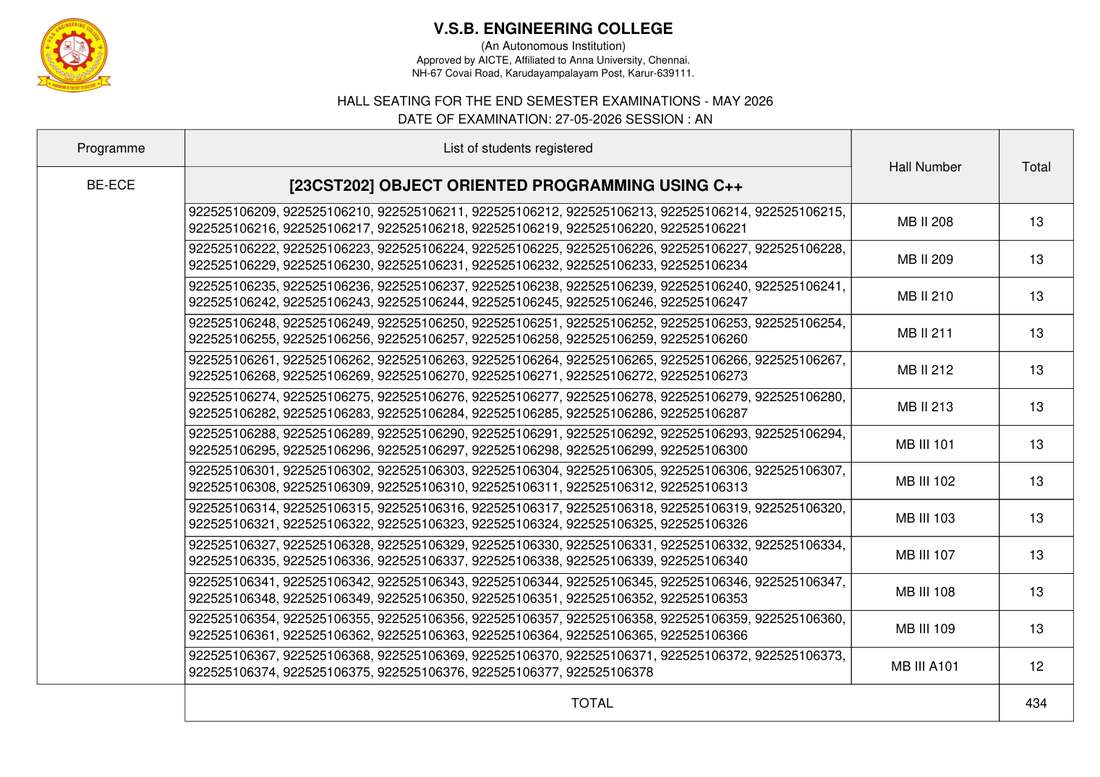 V.S.B. ENGINEERING COLLEGE
(An Autonomous Institution)
Approved by AICTE, Affiliated to Anna University, Chennai.
NH-67 Covai Road, Karudayampalayam Post, Karur-639111.
HALL SEATING FOR THE END SEMESTER EXAMINATIONS - MAY 2026
DATE OF EXAMINATION: 27-05-2026 SESSION : AN
Programme List of students registered Hall Number Total
BE-ECE [23CST202] OBJECT ORIENTED PROGRAMMING USING C++
922525106209, 922525106210, 922525106211, 922525106212, 922525106213, 922525106214, 922525106215,
922525106216, 922525106217, 922525106218, 922525106219, 922525106220, 922525106221
MB II 208 13
922525106222, 922525106223, 922525106224, 922525106225, 922525106226, 922525106227, 922525106228,
922525106229, 922525106230, 922525106231, 922525106232, 922525106233, 922525106234
MB II 209 13
922525106235, 922525106236, 922525106237, 922525106238, 922525106239, 922525106240, 922525106241,
922525106242, 922525106243, 922525106244, 922525106245, 922525106246, 922525106247
MB II 210 13
922525106248, 922525106249, 922525106250, 922525106251, 922525106252, 922525106253, 922525106254,
922525106255, 922525106256, 922525106257, 922525106258, 922525106259, 922525106260
MB II 211 13
922525106261, 922525106262, 922525106263, 922525106264, 922525106265, 922525106266, 922525106267,
922525106268, 922525106269, 922525106270, 922525106271, 922525106272, 922525106273
MB II 212 13
922525106274, 922525106275, 922525106276, 922525106277, 922525106278, 922525106279, 922525106280,
922525106282, 922525106283, 922525106284, 922525106285, 922525106286, 922525106287
MB II 213 13
922525106288, 922525106289, 922525106290, 922525106291, 922525106292, 922525106293, 922525106294,
922525106295, 922525106296, 922525106297, 922525106298, 922525106299, 922525106300
MB III 101 13
922525106301, 922525106302, 922525106303, 922525106304, 922525106305, 922525106306, 922525106307,
922525106308, 922525106309, 922525106310, 922525106311, 922525106312, 922525106313
MB III 102 13
922525106314, 922525106315, 922525106316, 922525106317, 922525106318, 922525106319, 922525106320,
922525106321, 922525106322, 922525106323, 922525106324, 922525106325, 922525106326
MB III 103 13
922525106327, 922525106328, 922525106329, 922525106330, 922525106331, 922525106332, 922525106334,
922525106335, 922525106336, 922525106337, 922525106338, 922525106339, 922525106340
MB III 107 13
922525106341, 922525106342, 922525106343, 922525106344, 922525106345, 922525106346, 922525106347,
922525106348, 922525106349, 922525106350, 922525106351, 922525106352, 922525106353
MB III 108 13
922525106354, 922525106355, 922525106356, 922525106357, 922525106358, 922525106359, 922525106360,
922525106361, 922525106362, 922525106363, 922525106364, 922525106365, 922525106366
MB III 109 13
922525106367, 922525106368, 922525106369, 922525106370, 922525106371, 922525106372, 922525106373,
922525106374, 922525106375, 922525106376, 922525106377, 922525106378
MB III A101 12
TOTAL 434